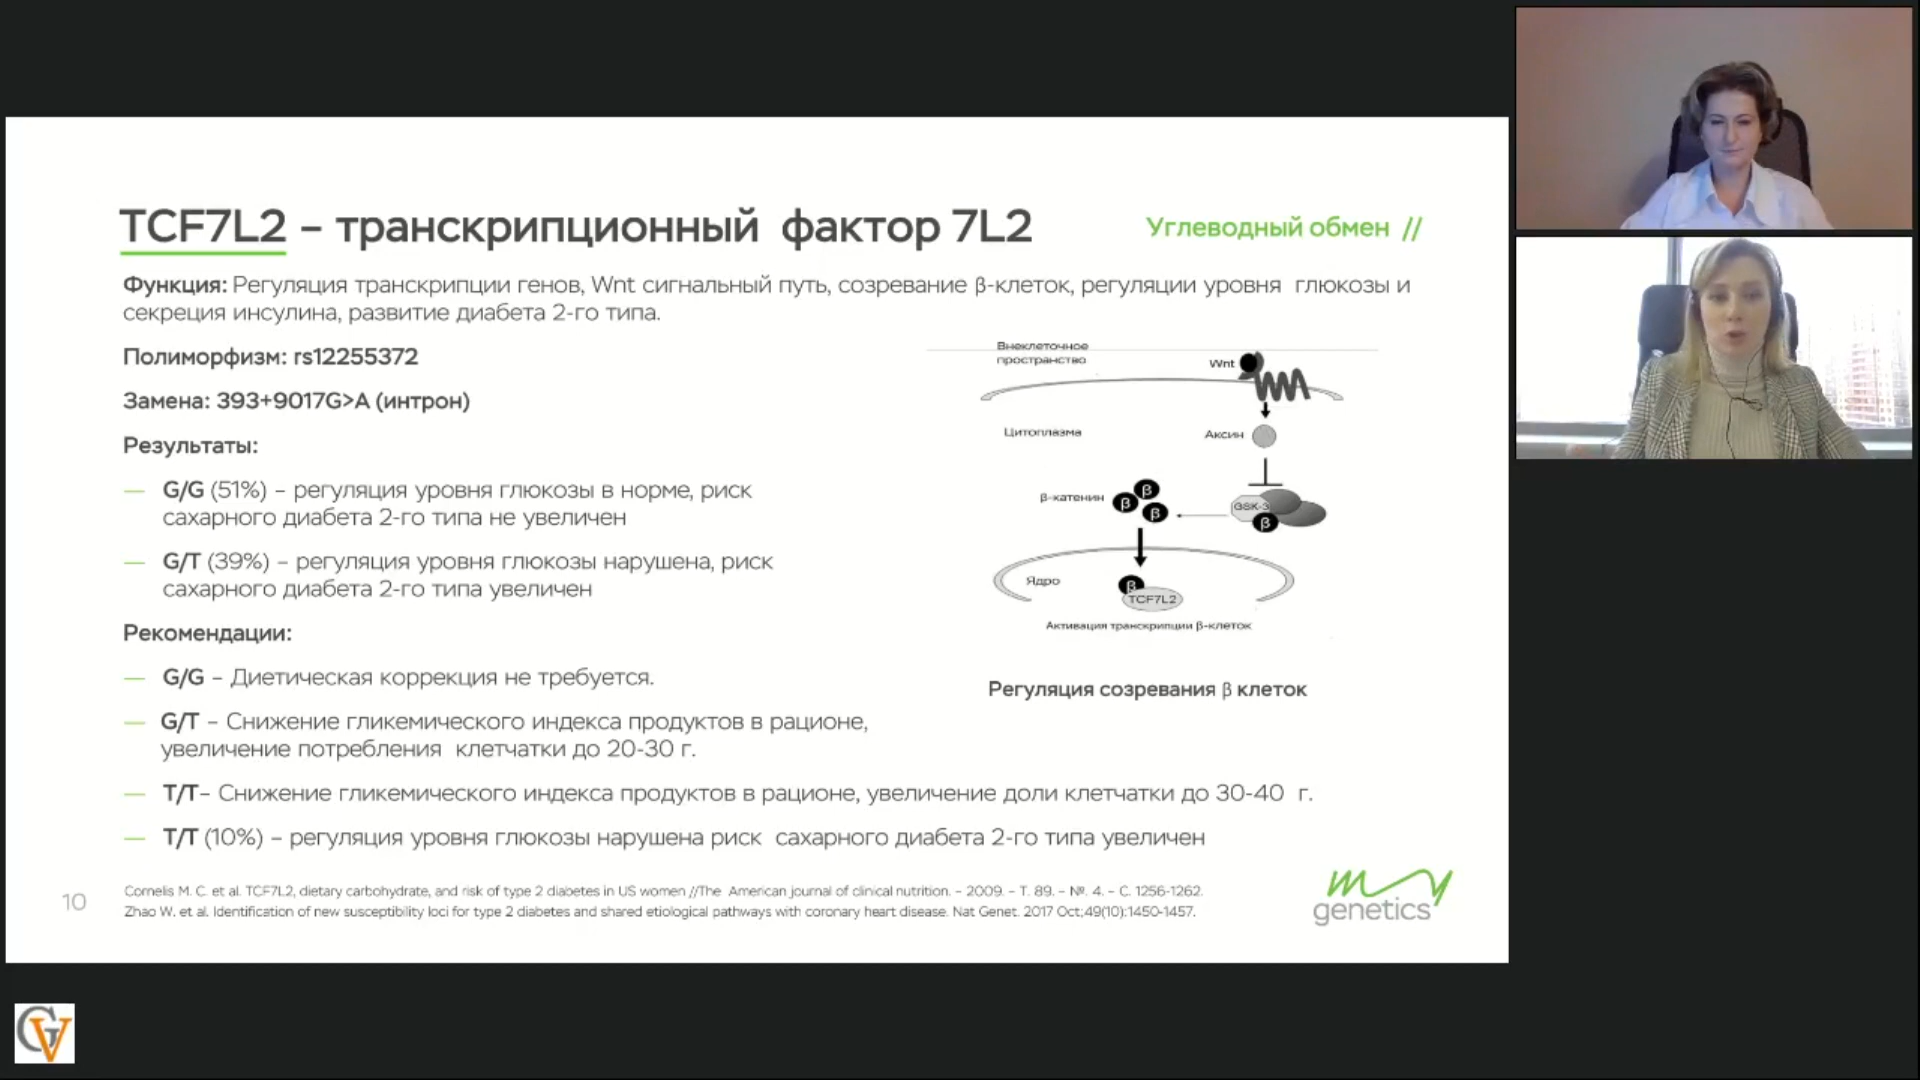 TCF7L2 – транскрипционный фактор 7L2
Углеводный обмен //
Функция: Регуляция транскрипции генов, Wnt сигнальный путь, созревание β-клеток, регуляции уровня глюкозы и
секреция инсулина, развитие диабета 2-го типа.
Полиморфизм: rs12255372
Замена: 393+9017G>A (интрон)
Результаты:
— G/G (51%) – регуляция уровня глюкозы в норме, риск
сахарного диабета 2-го типа не увеличен
— G/T (39%) – регуляция уровня глюкозы нарушена, риск
сахарного диабета 2-го типа увеличен
Рекомендации:
— G/G – Диетическая коррекция не требуется.
— G/T – Снижение гликемического индекса продуктов в рационе,
увеличение потребления клетчатки до 20-30 г.
— T/T– Снижение гликемического индекса продуктов в рационе, увеличение доли клетчатки до 30-40 г.
— T/T (10%) – регуляция уровня глюкозы нарушена риск сахарного диабета 2-го типа увеличен
Внеклеточное
пространство
Wnt
Цитоплазма
Аксин
β-катенин
β
β
β
GSK-3
β
Ядро
β
TCF7L2
Активация транскрипции β-клеток
Регуляция созревания β клеток
10
Cornelis M. C. et al. TCF7L2, dietary carbohydrate, and risk of type 2 diabetes in US women //The American journal of clinical nutrition. – 2009. – Т. 89. – №. 4. – С. 1256-1262.
Zhao W. et al. Identification of new susceptibility loci for type 2 diabetes and shared etiological pathways with coronary heart disease. Nat Genet. 2017 Oct;49(10):1450-1457.
my
genetics
GV